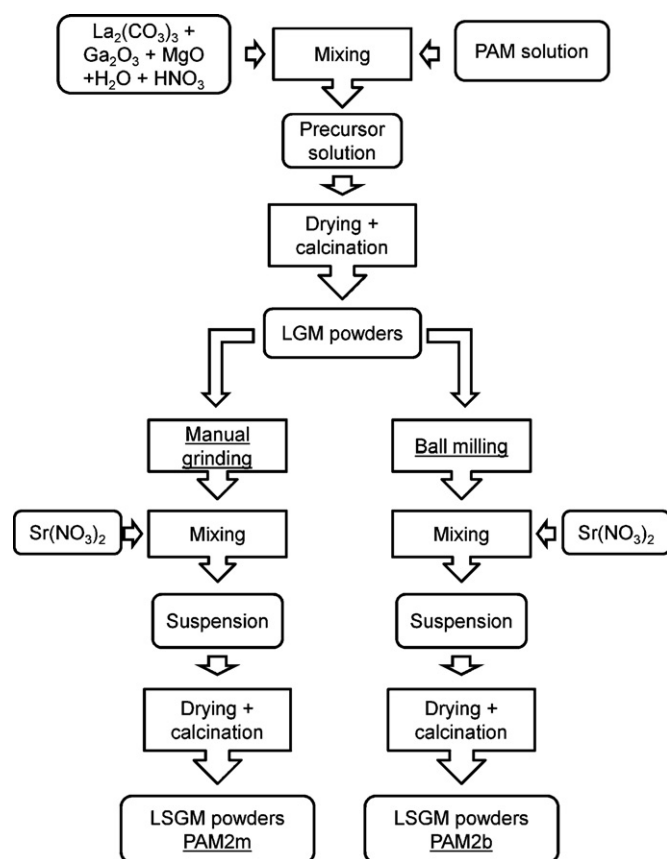 La₂(CO₃)₃ +
Ga₂O₃ + MgO
+H₂O + HNO₃
Mixing
PAM solution
Precursor
solution
Drying +
calcination
LGM powders
Manual
grinding
Ball milling
Sr(NO₃)₂
Mixing
Mixing
Sr(NO₃)₂
Suspension
Suspension
Drying +
calcination
Drying +
calcination
LSGM powders
PAM2m
LSGM powders
PAM2b